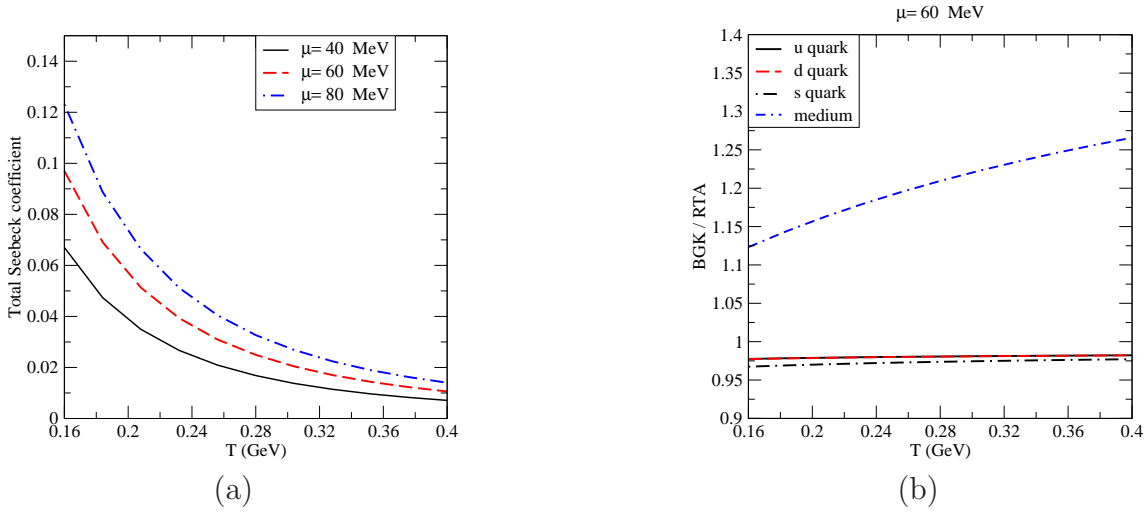 0.16
0.2
0.24
0.28
0.32
0.36
0.4
T (GeV)
0
0.02
0.04
0.06
0.08
0.1
0.12
0.14
Total Seebeck coefficient
μ= 40 MeV
μ= 60 MeV
μ= 80 MeV
(a)
μ= 60 MeV
0.16
0.2
0.24
0.28
0.32
0.36
0.4
T (GeV)
0.9
0.95
1
1.05
1.1
1.15
1.2
1.25
1.3
1.35
1.4
BGK / RTA
u quark
d quark
s quark
medium
(b)